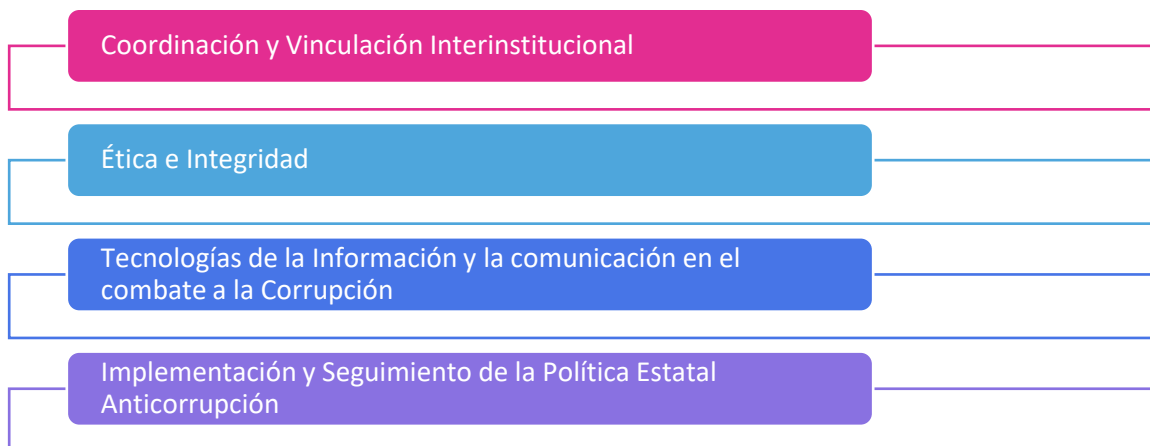 Coordinación y Vinculación Interinstitucional
Ética e Integridad
Tecnologías de la Información y la comunicación en el
combate a la Corrupción
Implementación y Seguimiento de la Política Estatal
Anticorrupción